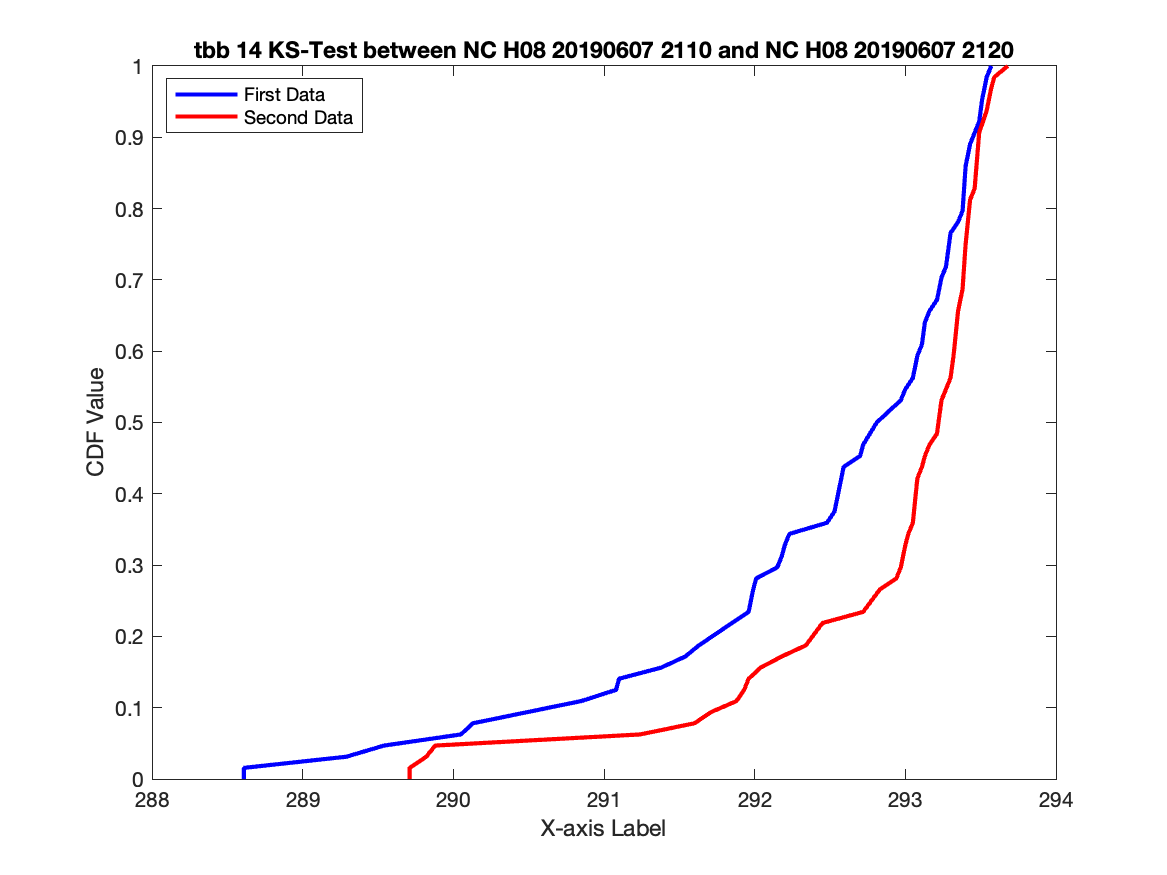 tbb 14 KS-Test between NC H08 20190607 2110 and NC H08 20190607 2120
First Data
Second Data
1
0.9
0.8
0.7
0.6
0.5
0.4
0.3
0.2
0.1
0
CDF Value
288 289 290 291 292 293 294
X-axis Label